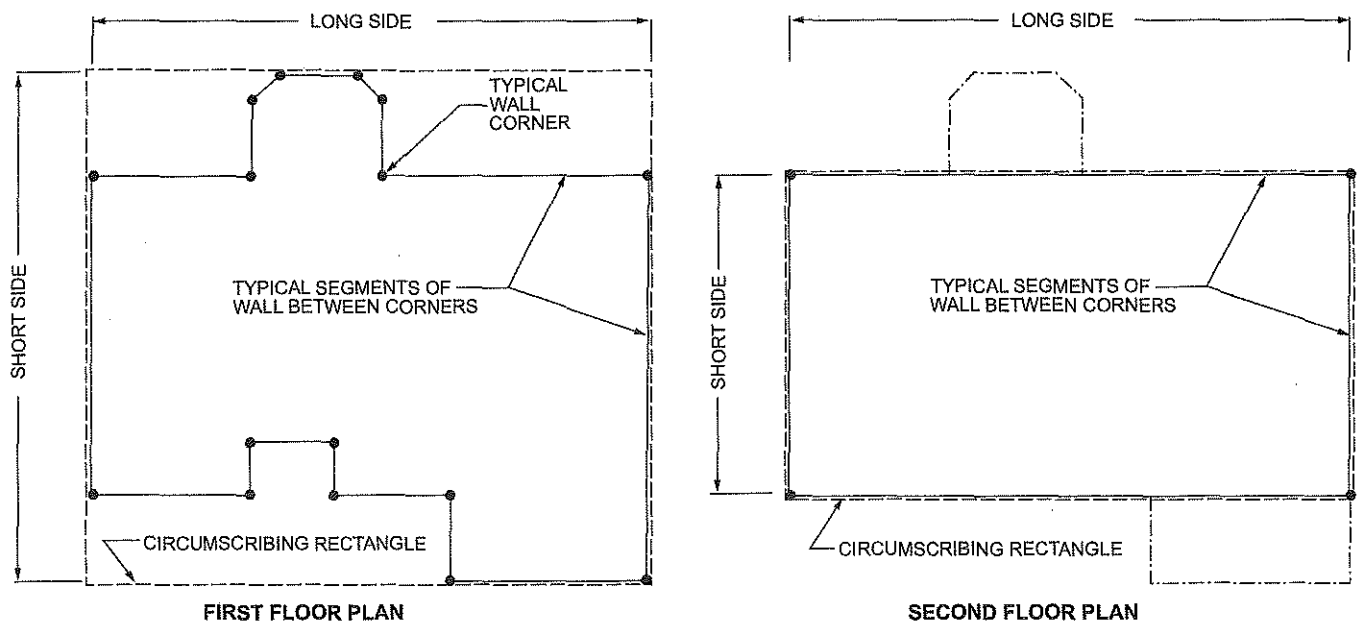 LONG SIDE
TYPICAL
WALL
CORNER
SHORT SIDE
TYPICAL SEGMENTS OF
WALL BETWEEN CORNERS
CIRCUMSCRIBING RECTANGLE
FIRST FLOOR PLAN
LONG SIDE
SHORT SIDE
TYPICAL SEGMENTS OF
WALL BETWEEN CORNERS
CIRCUMSCRIBING RECTANGLE
SECOND FLOOR PLAN